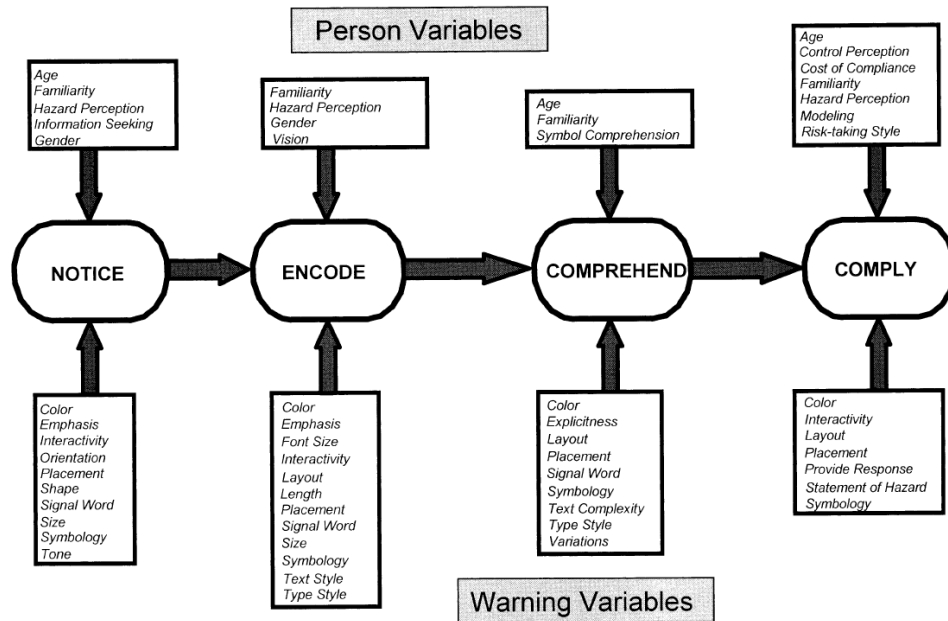 Person Variables
Age
Familiarity
Hazard Perception
Information Seeking
Gender
Familiarity
Hazard Perception
Gender
Vision
Age
Familiarity
Symbol Comprehension
Age
Control Perception
Cost of Compliance
Familiarity
Hazard Perception
Modeling
Risk-taking Style
NOTICE
ENCODE
COMPREHEND
COMPLY
Color
Emphasis
Interactivity
Orientation
Placement
Shape
Signal Word
Size
Symbology
Tone
Color
Emphasis
Font Size
Interactivity
Layout
Length
Placement
Signal Word
Size
Symbology
Text Style
Type Style
Color
Explicitness
Layout
Placement
Signal Word
Symbology
Text Complexity
Type Style
Variations
Color
Interactivity
Layout
Placement
Provide Response
Statement of Hazard
Symbology
Warning Variables